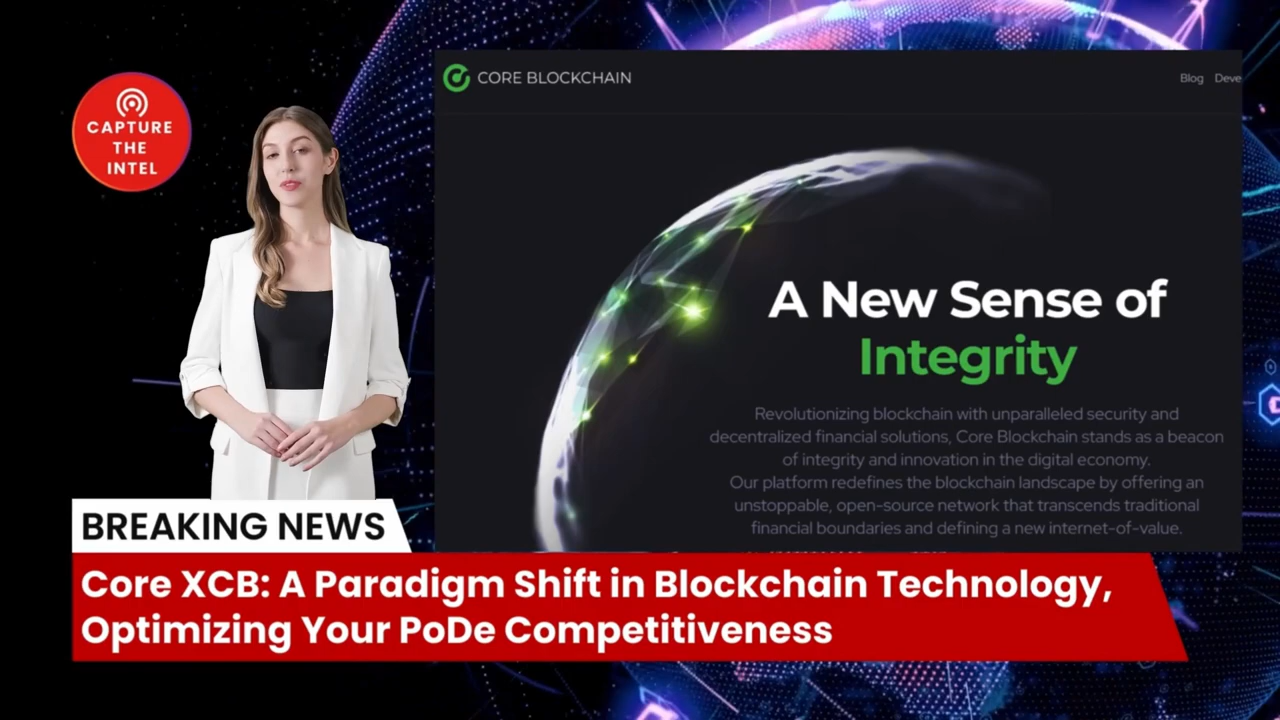 CAPTURE
THE
INTEL
CORE BLOCKCHAIN
Blog Deve
A New Sense of
Integrity
Revolutionizing blockchain with unparalleled security and
decentralized financial solutions, Core Blockchain stands as a beacon
of integrity and innovation in the digital economy.
Our platform redefines the blockchain landscape by offering an
unstoppable, open-source network that transcends traditional
financial boundaries and defining a new internet-of-value.
BREAKING NEWS
Core XCB: A Paradigm Shift in Blockchain Technology,
Optimizing Your PoDe Competitiveness